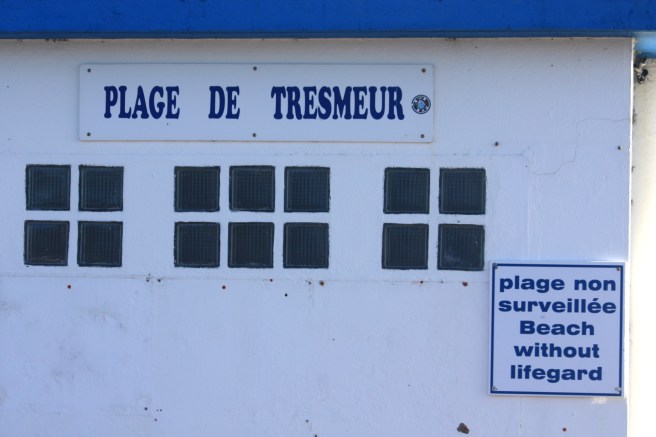 PLAGE DE TRESMEUR
plage non
surveillée
Beach
without
lifegard